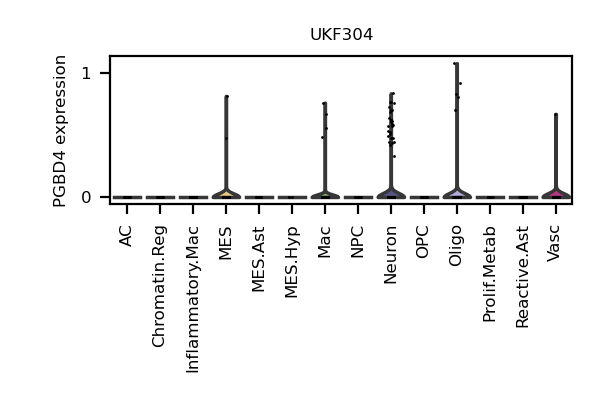 UKF304
PGBD4 expression
1
0
AC
Chromatin.Reg
Inflammatory.Mac
MES
MES.Ast
MES.Hyp
Mac
NPC
Neuron
OPC
Oligo
Prolif.Metab
Reactive.Ast
Vasc